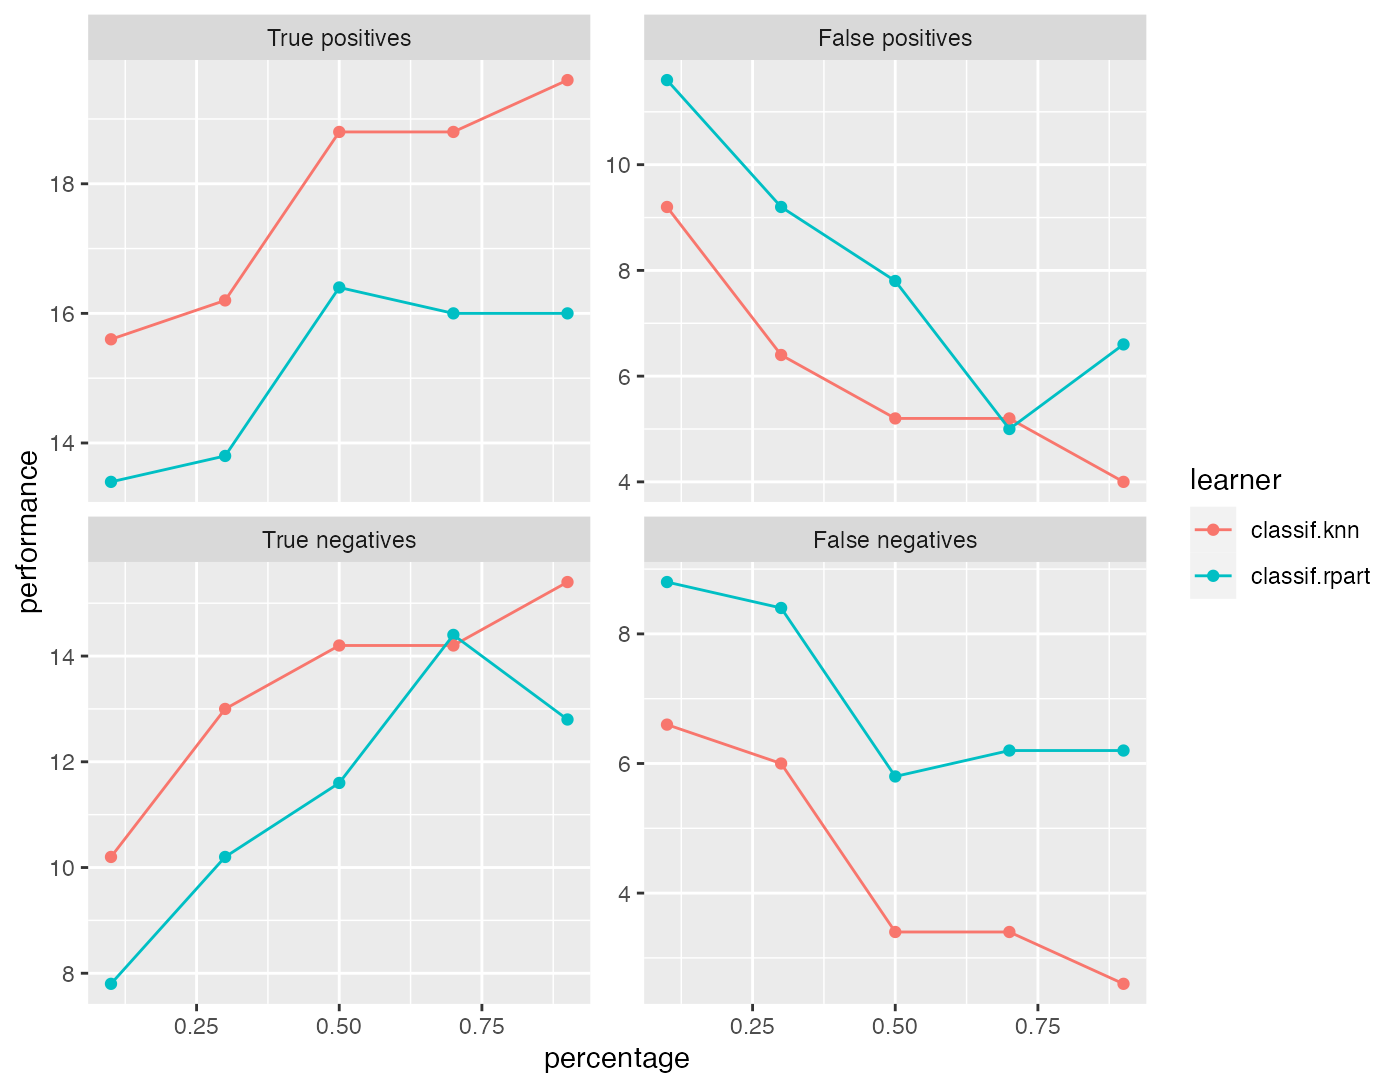 True positives
False positives
18
16
14
10
8
6
4
True negatives
False negatives
14
12
10
8
8
6
4
0.25
0.50
0.75
0.25
0.50
0.75
percentage
performance
learner
classif.knn
classif.rpart